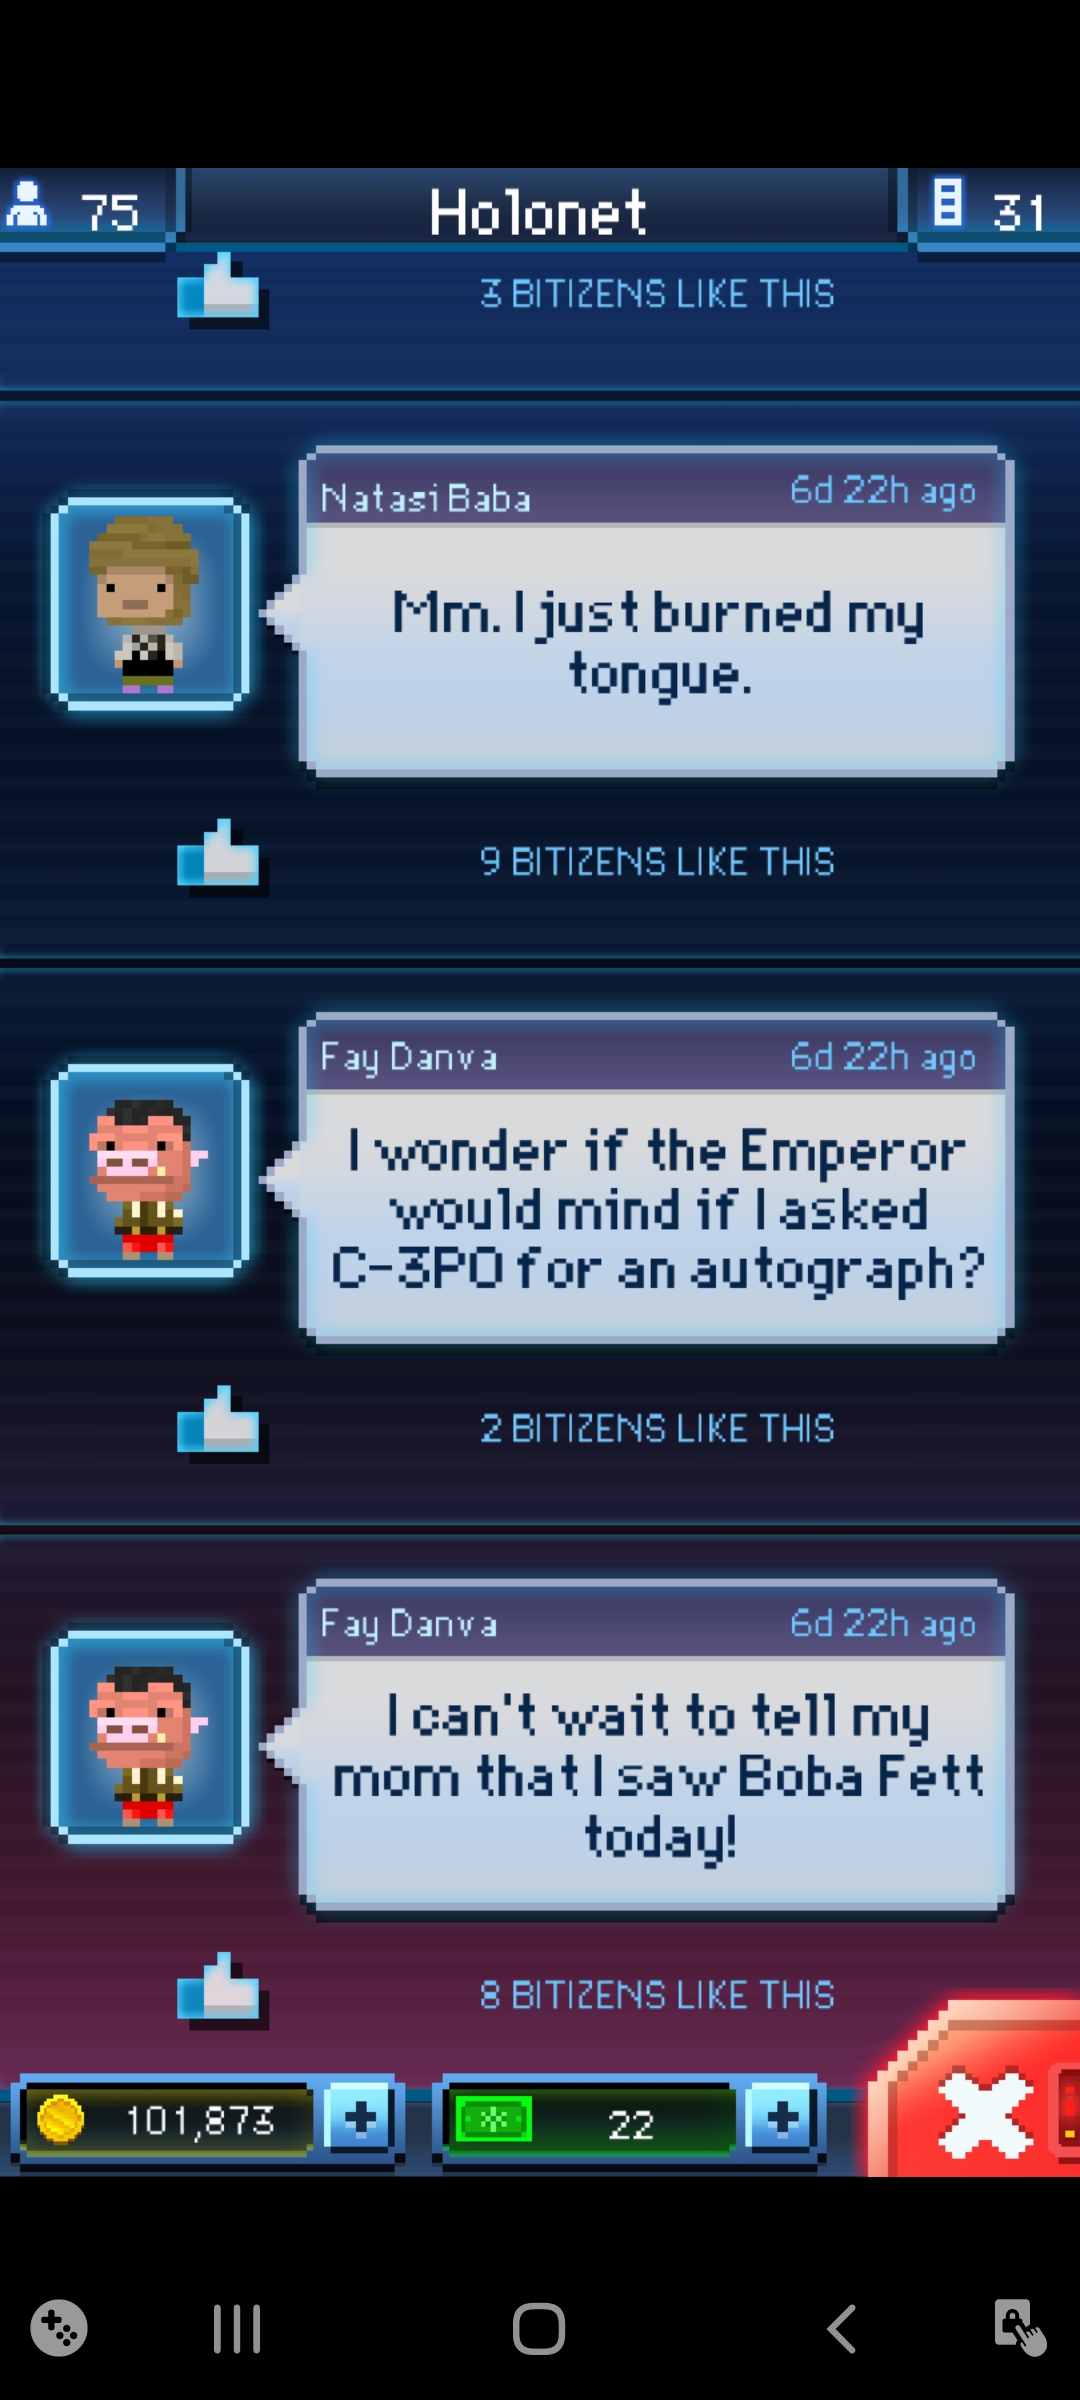 75
Holonet
31
3 BITIZENS LIKE THIS
Natasi Baba
6d 22h ago
Mm. I just burned my
tongue.
9 BITIZENS LIKE THIS
Fay Danva
6d 22h ago
I wonder if the Emperor
would mind if I asked
C-3PO for an autograph?
2 BITIZENS LIKE THIS
Fay Danva
6d 22h ago
I can't wait to tell my
mom that I saw Boba Fett
today!
8 BITIZENS LIKE THIS
101,873
22